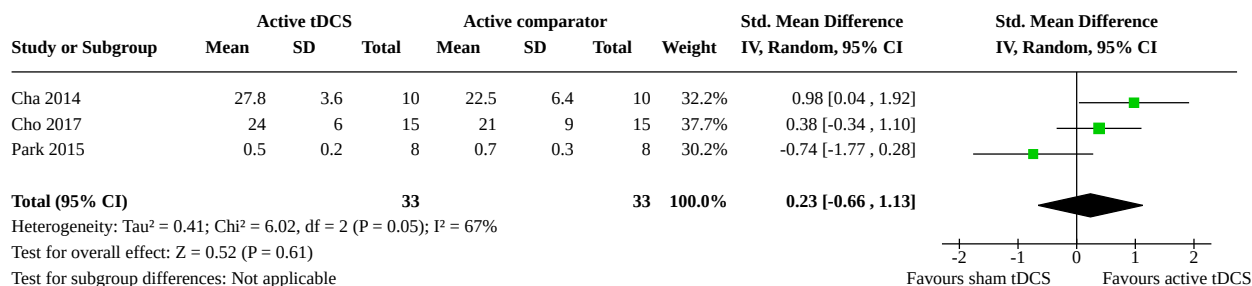 Active tDCS Active comparator Std. Mean Difference Std. Mean Difference
Study or Subgroup Mean SD Total Mean SD Total Weight IV, Random, 95% CI IV, Random, 95% CI
Cha 2014 27.8 3.6 10 22.5 6.4 10 32.2% 0.98 [0.04 , 1.92]
Cho 2017 24 6 15 21 9 15 37.7% 0.38 [-0.34 , 1.10]
Park 2015 0.5 0.2 8 0.7 0.3 8 30.2% -0.74 [-1.77 , 0.28]
Total (95% CI) 33 33 100.0% 0.23 [-0.66 , 1.13]
Heterogeneity: Tau² = 0.41; Chi² = 6.02, df = 2 (P = 0.05); I² = 67%
Test for overall effect: Z = 0.52 (P = 0.61)
Test for subgroup differences: Not applicable
-2 -1 0 1 2
Favours sham tDCS Favours active tDCS